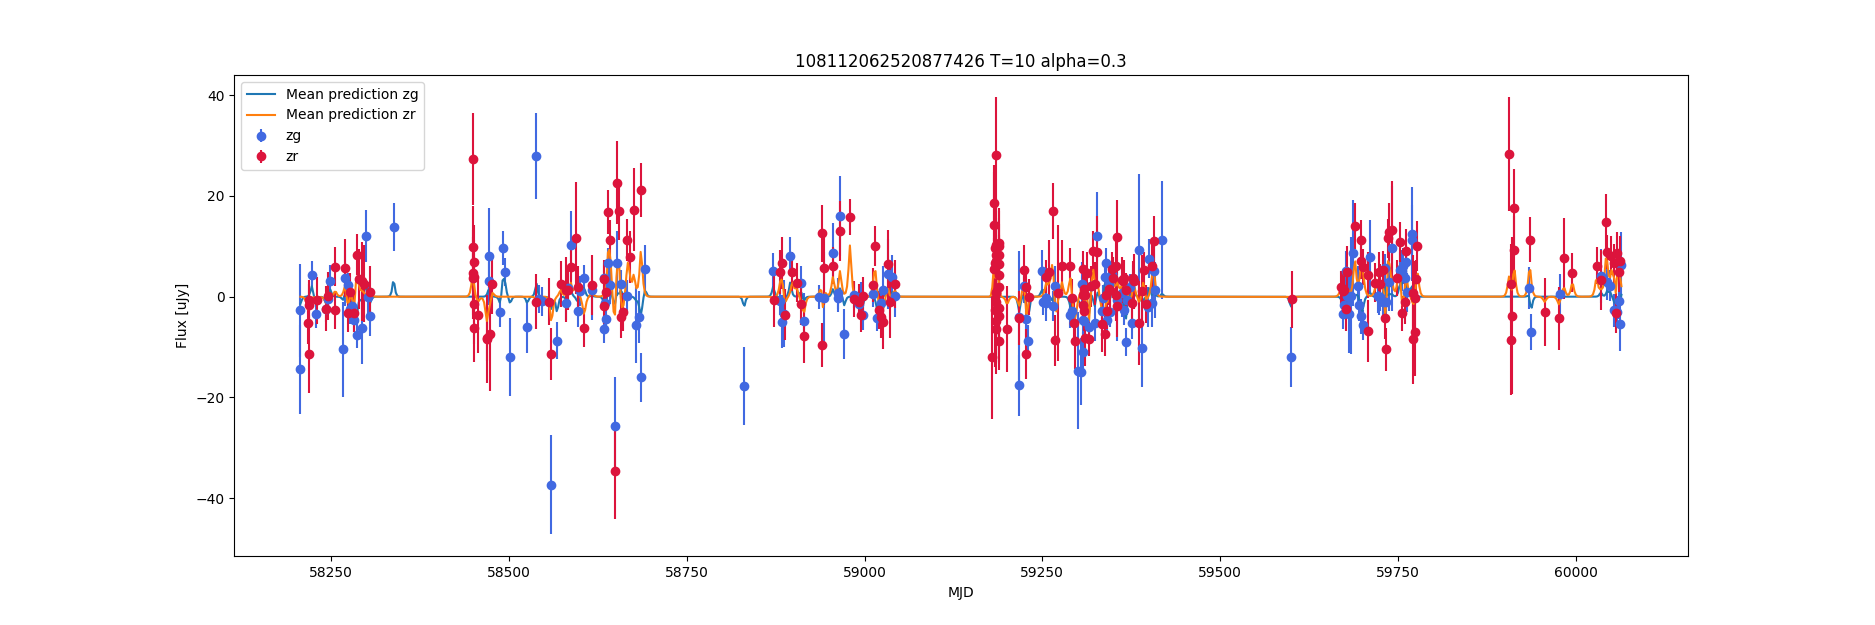 108112062520877426 T=10 alpha=0.3
Mean prediction zg
Mean prediction zr
zg
zr
40
20
0
−20
−40
Flux [uJy]
58250 58500 58750 59000 59250 59500 59750 60000
MJD